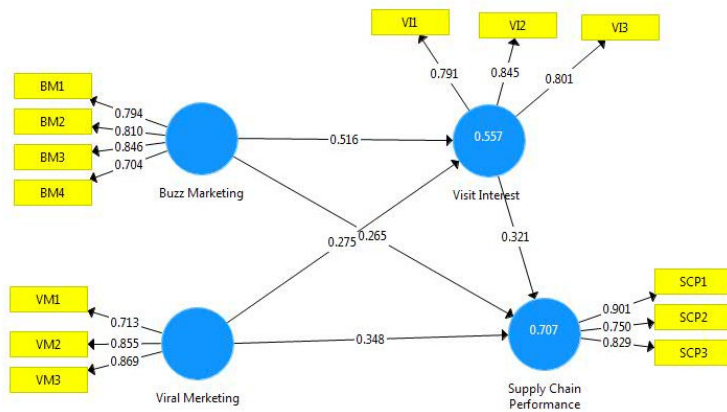 VI1
VI2
VI3
0.791
0.845
0.801
BM1
BM2
BM3
BM4
0.794
0.810
0.846
0.704
Buzz Marketing
0.516
0.557
Visit Interest
0.275
0.265
0.321
VM1
VM2
VM3
0.713
0.855
0.869
Viral Merketing
0.348
0.707
Supply Chain
Performance
0.901
0.750
0.829
SCP1
SCP2
SCP3